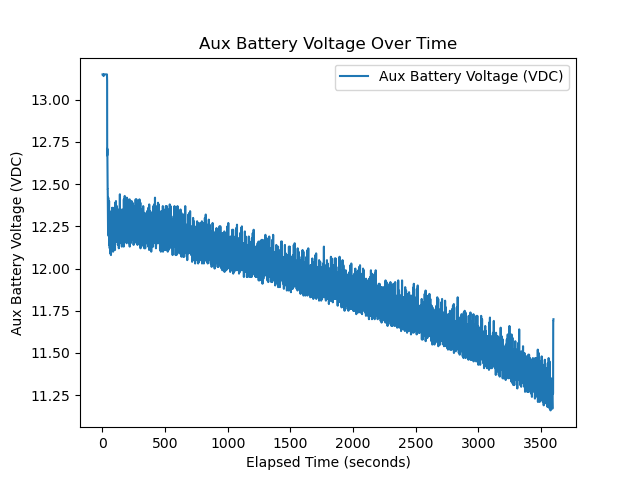 Aux Battery Voltage Over Time
Aux Battery Voltage (VDC)
Aux Battery Voltage (VDC)
13.00
12.75
12.50
12.25
12.00
11.75
11.50
11.25
0 500 1000 1500 2000 2500 3000 3500
Elapsed Time (seconds)